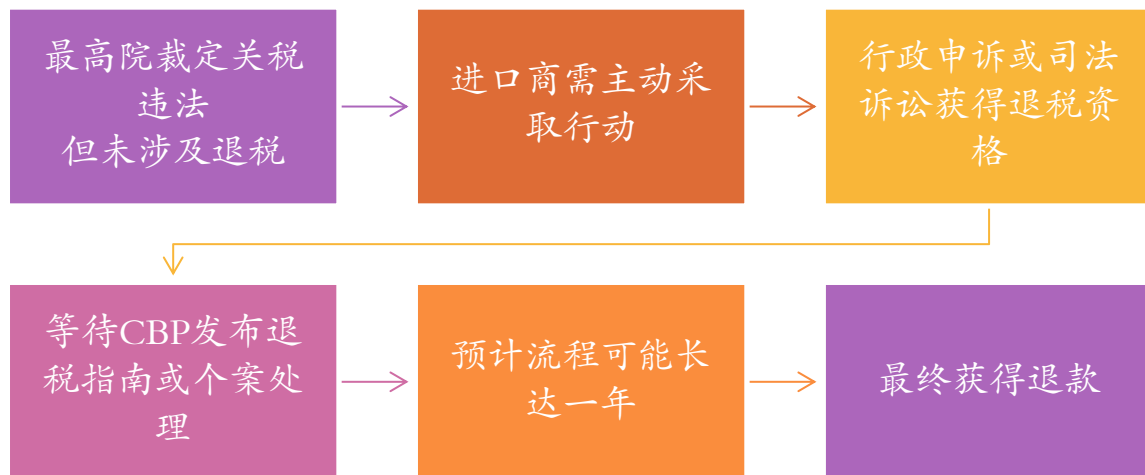 最高院裁定关税
违法
但未涉及退税
进口商需主动采
取行动
行政申诉或司法
诉讼获得退税资
格
等待CBP发布退
税指南或个案处
理
预计流程可能长
达一年
最终获得退款